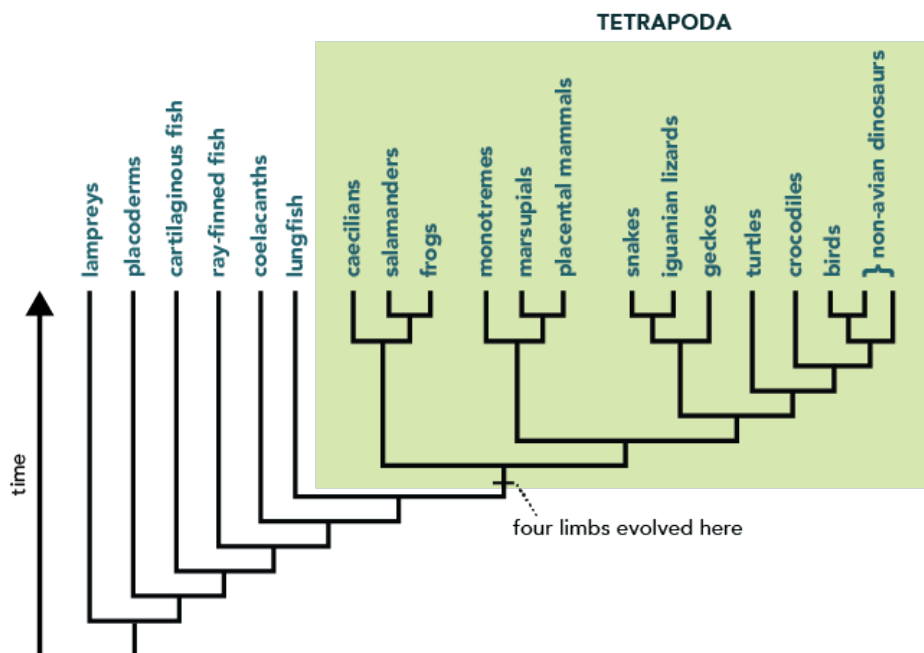 TETRAPODA
lampreys
placoderms
cartilaginous fish
ray-finned fish
coelacanths
lungfish
caecilians
salamanders
frogs
monotremes
marsupials
placental mammals
snakes
iguanian lizards
geckos
turtles
crocodiles
birds
} non-avian dinosaurs
time
four limbs evolved here